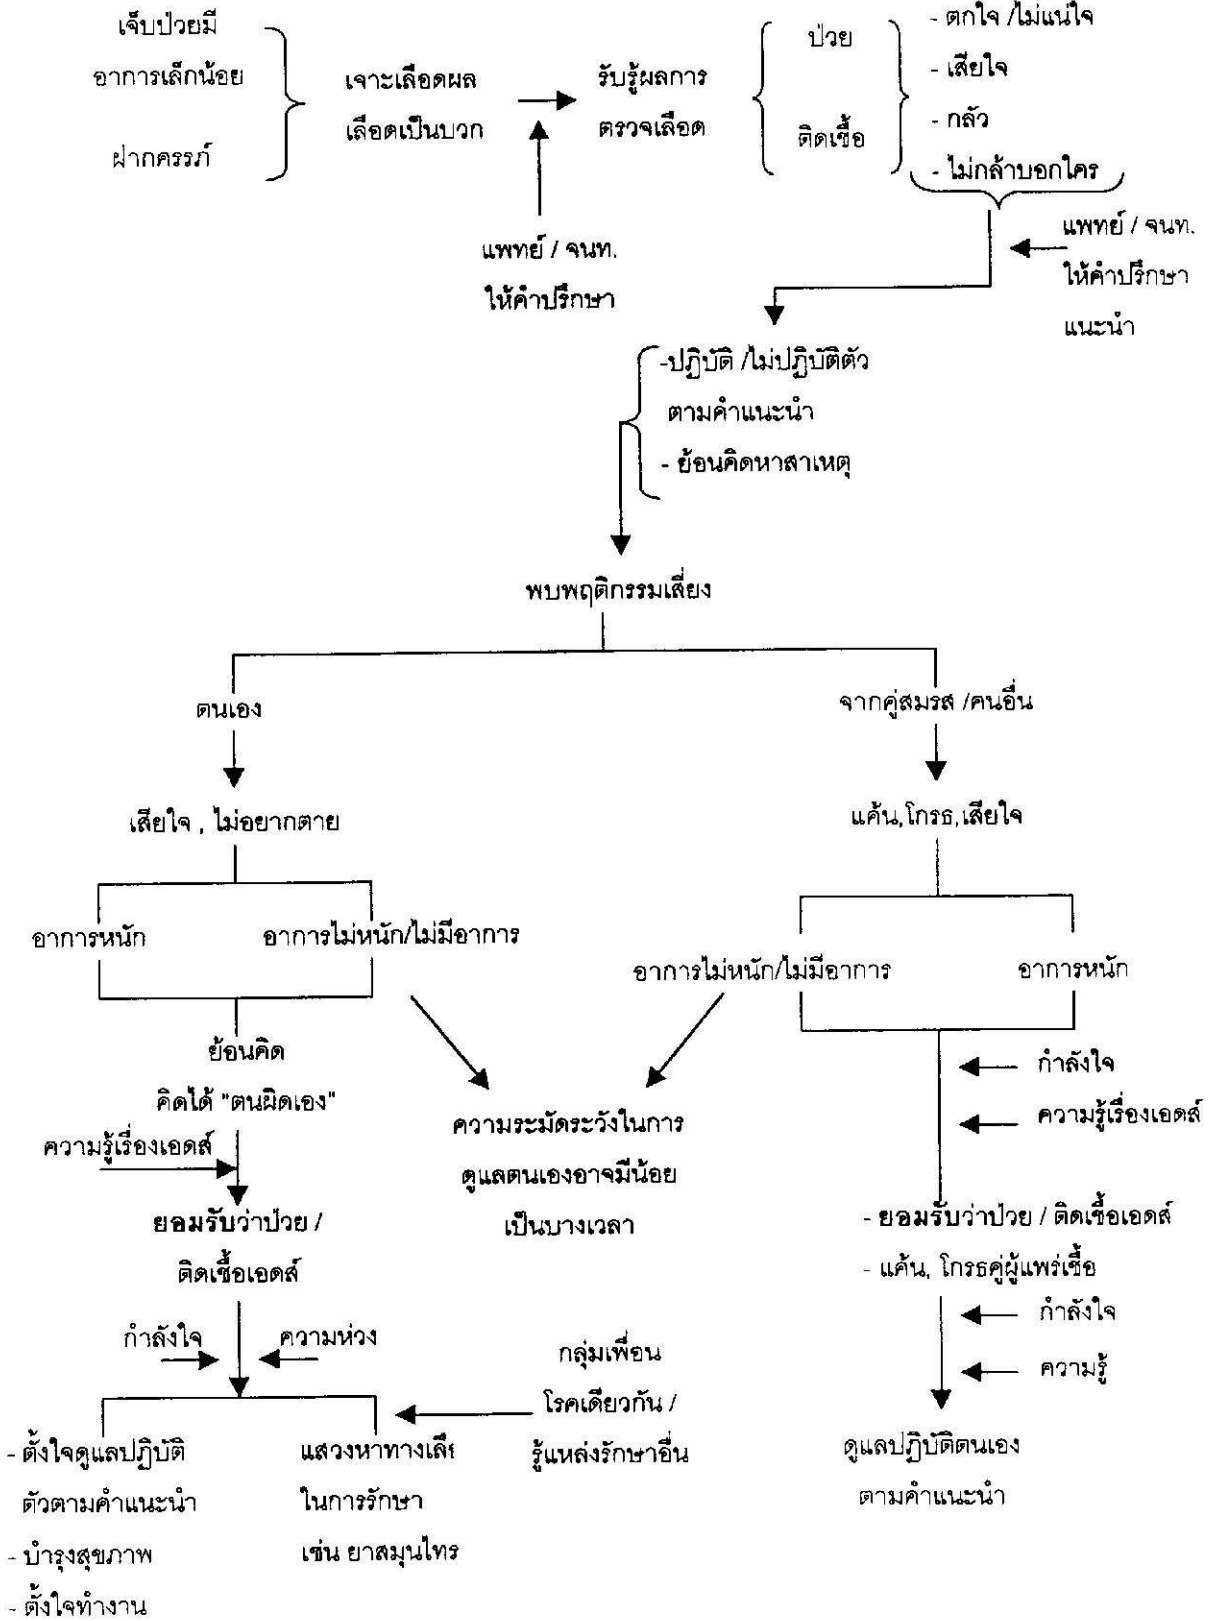 เจ็บป่วยมี
อาการเล็กน้อย
ฝากครรภ์
เจาะเลือดผล
เลือดเป็นบวก
รับรู้ผลการ
ตรวจเลือด
ป่วย
ติดเชื้อ
- ตกใจ /ไม่แน่ใจ
- เสียใจ
- กลัว
- ไม่กล้าบอกใคร
แพทย์ / จนท.
ให้คำปรึกษา
แพทย์ / จนท.
ให้คำปรึกษา
แนะนำ
-ปฏิบัติ /ไม่ปฏิบัติตัว
ตามคำแนะนำ
- ย้อนคิดหาสาเหตุ
พบพฤติกรรมเสี่ยง
ตนเอง
จากคู่สมรส /คนอื่น
เสียใจ , ไม่อยากตาย
แค้น,โกรธ,เสียใจ
อาการหนัก
อาการไม่หนัก/ไม่มีอาการ
อาการไม่หนัก/ไม่มีอาการ
อาการหนัก
ย้อนคิด
คิดได้ "ตนผิดเอง"
ความรู้เรื่องเอดส์
ความระมัดระวังในการ
ดูแลตนเองอาจมีน้อย
เป็นบางเวลา
กำลังใจ
ความรู้เรื่องเอดส์
ยอมรับว่าป่วย /
ติดเชื้อเอดส์
- ยอมรับว่าป่วย / ติดเชื้อเอดส์
- แค้น, โกรธคู่ผู้แพร่เชื้อ
กำลังใจ
ความห่วง
กลุ่มเพื่อน
โรคเดียวกัน /
รู้แหล่งรักษาอื่น
กำลังใจ
ความรู้
- ตั้งใจดูแลปฏิบัติ
ตัวตามคำแนะนำ
- บำรุงสุขภาพ
- ตั้งใจทำงาน
แสวงหาทางเลื
ในการรักษา
เช่น ยาสมุนไพร
ดูแลปฏิบัติตนเอง
ตามคำแนะนำ